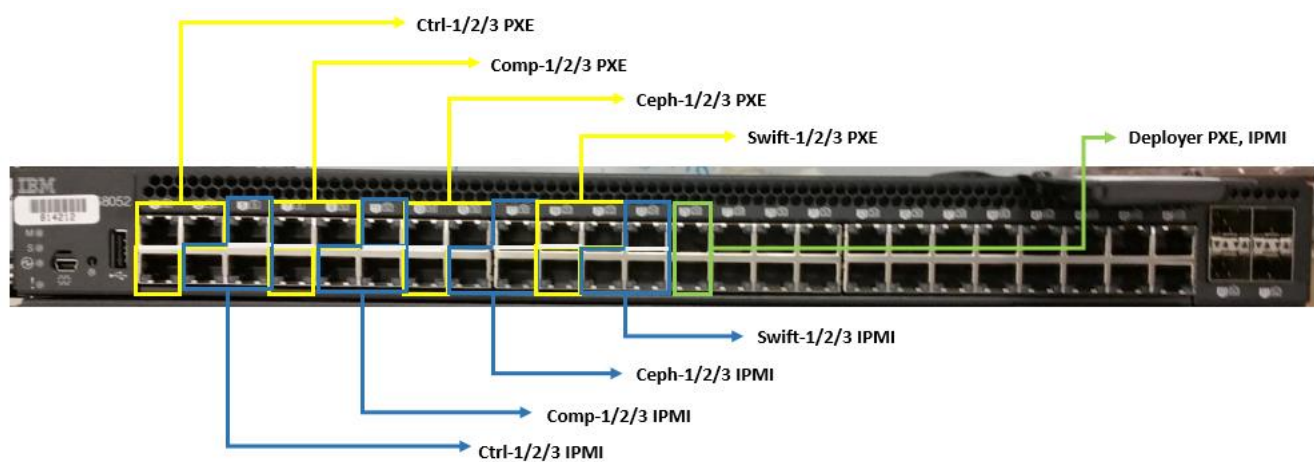 Ctrl-1/2/3 PXE
Comp-1/2/3 PXE
Ceph-1/2/3 PXE
Swift-1/2/3 PXE
Deployer PXE, IPMI
IBM
8052
B14212
M
S
Swift-1/2/3 IPMI
Ceph-1/2/3 IPMI
Comp-1/2/3 IPMI
Ctrl-1/2/3 IPMI